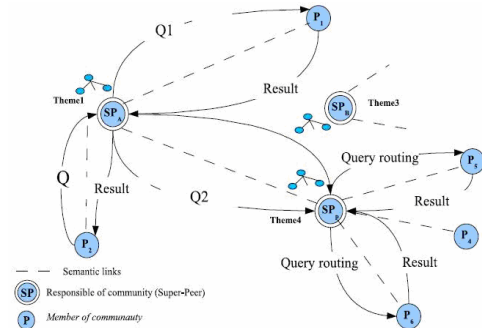 Q1
P1
Result
Theme1
SPA
SPB
Theme3
Query routing
P5
Q
Result
Q2
Result
Theme4
P4
P2
Query routing
Result
Semantic links
SP
Responsible of community (Super-Peer)
P6
P
Member of communauty